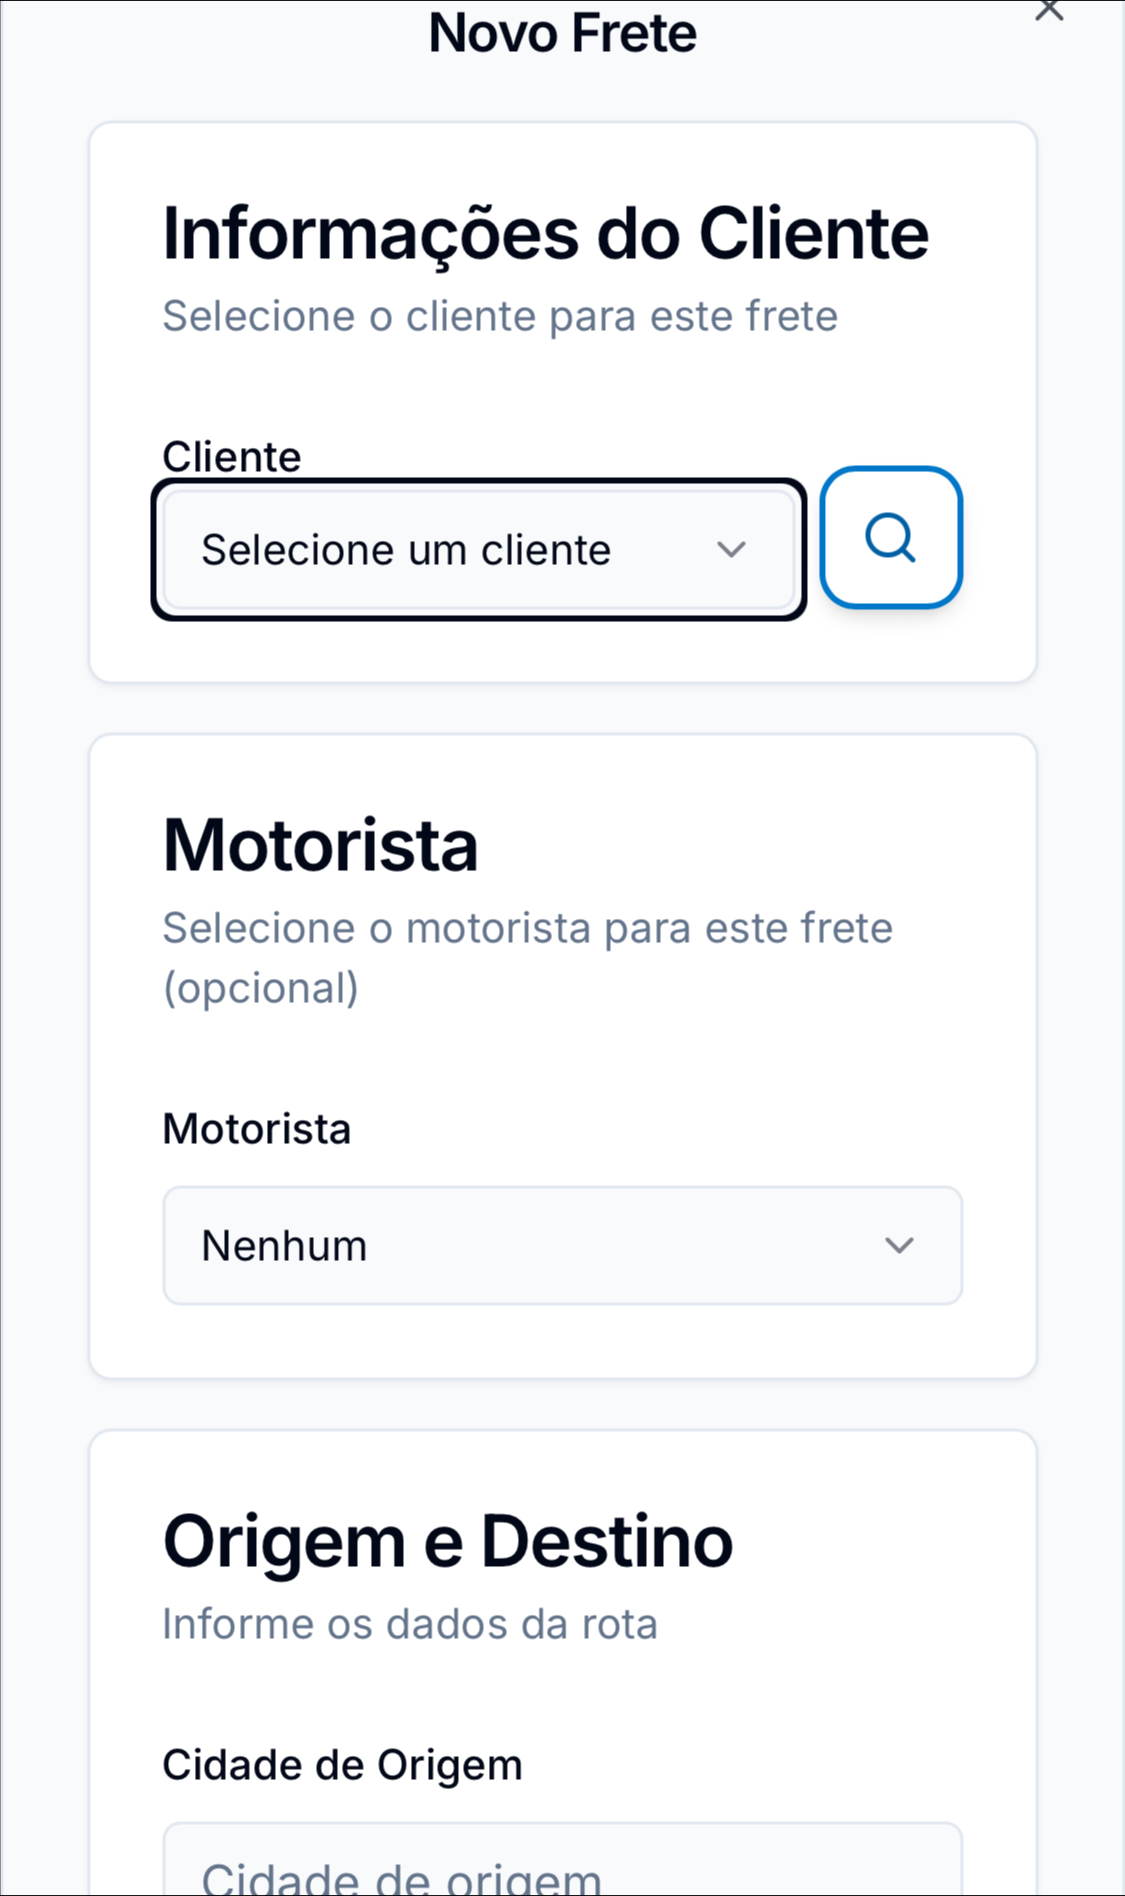 Novo Frete
Informações do Cliente
Selecione o cliente para este frete
Cliente
Selecione um cliente
Motorista
Selecione o motorista para este frete
(opcional)
Motorista
Nenhum
Origem e Destino
Informe os dados da rota
Cidade de Origem
Cidade de origem